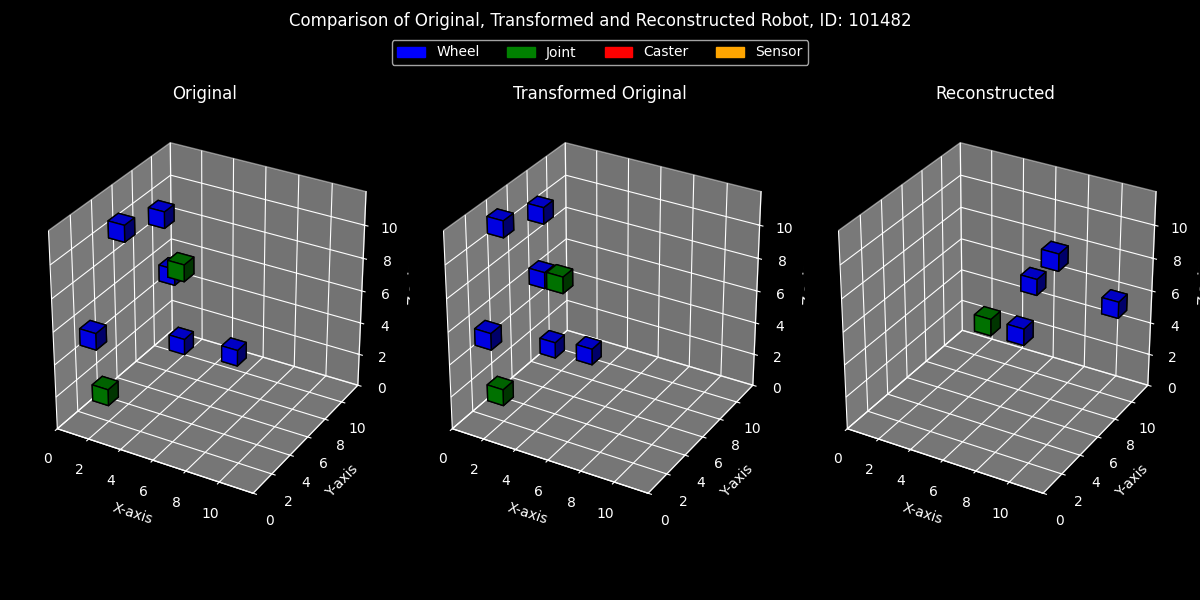 Comparison of Original, Transformed and Reconstructed Robot, ID: 101482
Wheel Joint Caster Sensor
Original Transformed Original Reconstructed
10 10 10
8 8 8
6 6 6
4 4 4
2 2 2
0 0 0
0 2 4 6 8 10
X-axis
0 2 4 6 8 10
Y-axis
0 2 4 6 8 10
X-axis
0 2 4 6 8 10
Y-axis
0 2 4 6 8 10
X-axis
0 2 4 6 8 10
Y-axis